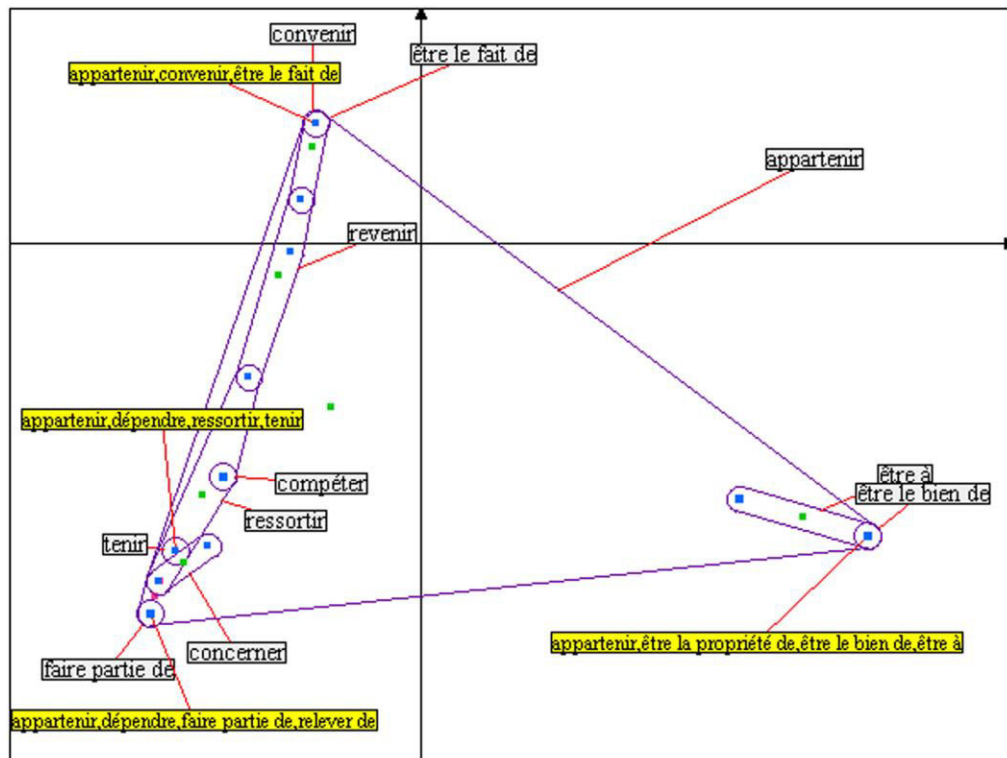 convenir
être le fait de
appartenir,convenir,être le fait de
appartenir
revenir
appartenir,dépendre,ressortir,tenir
compéter
être à
être le bien de
ressortir
tenir
concerner
appartenir,être la propriété de,être le bien de,être à
faire partie de
appartenir,dépendre,faire partie de,relever de